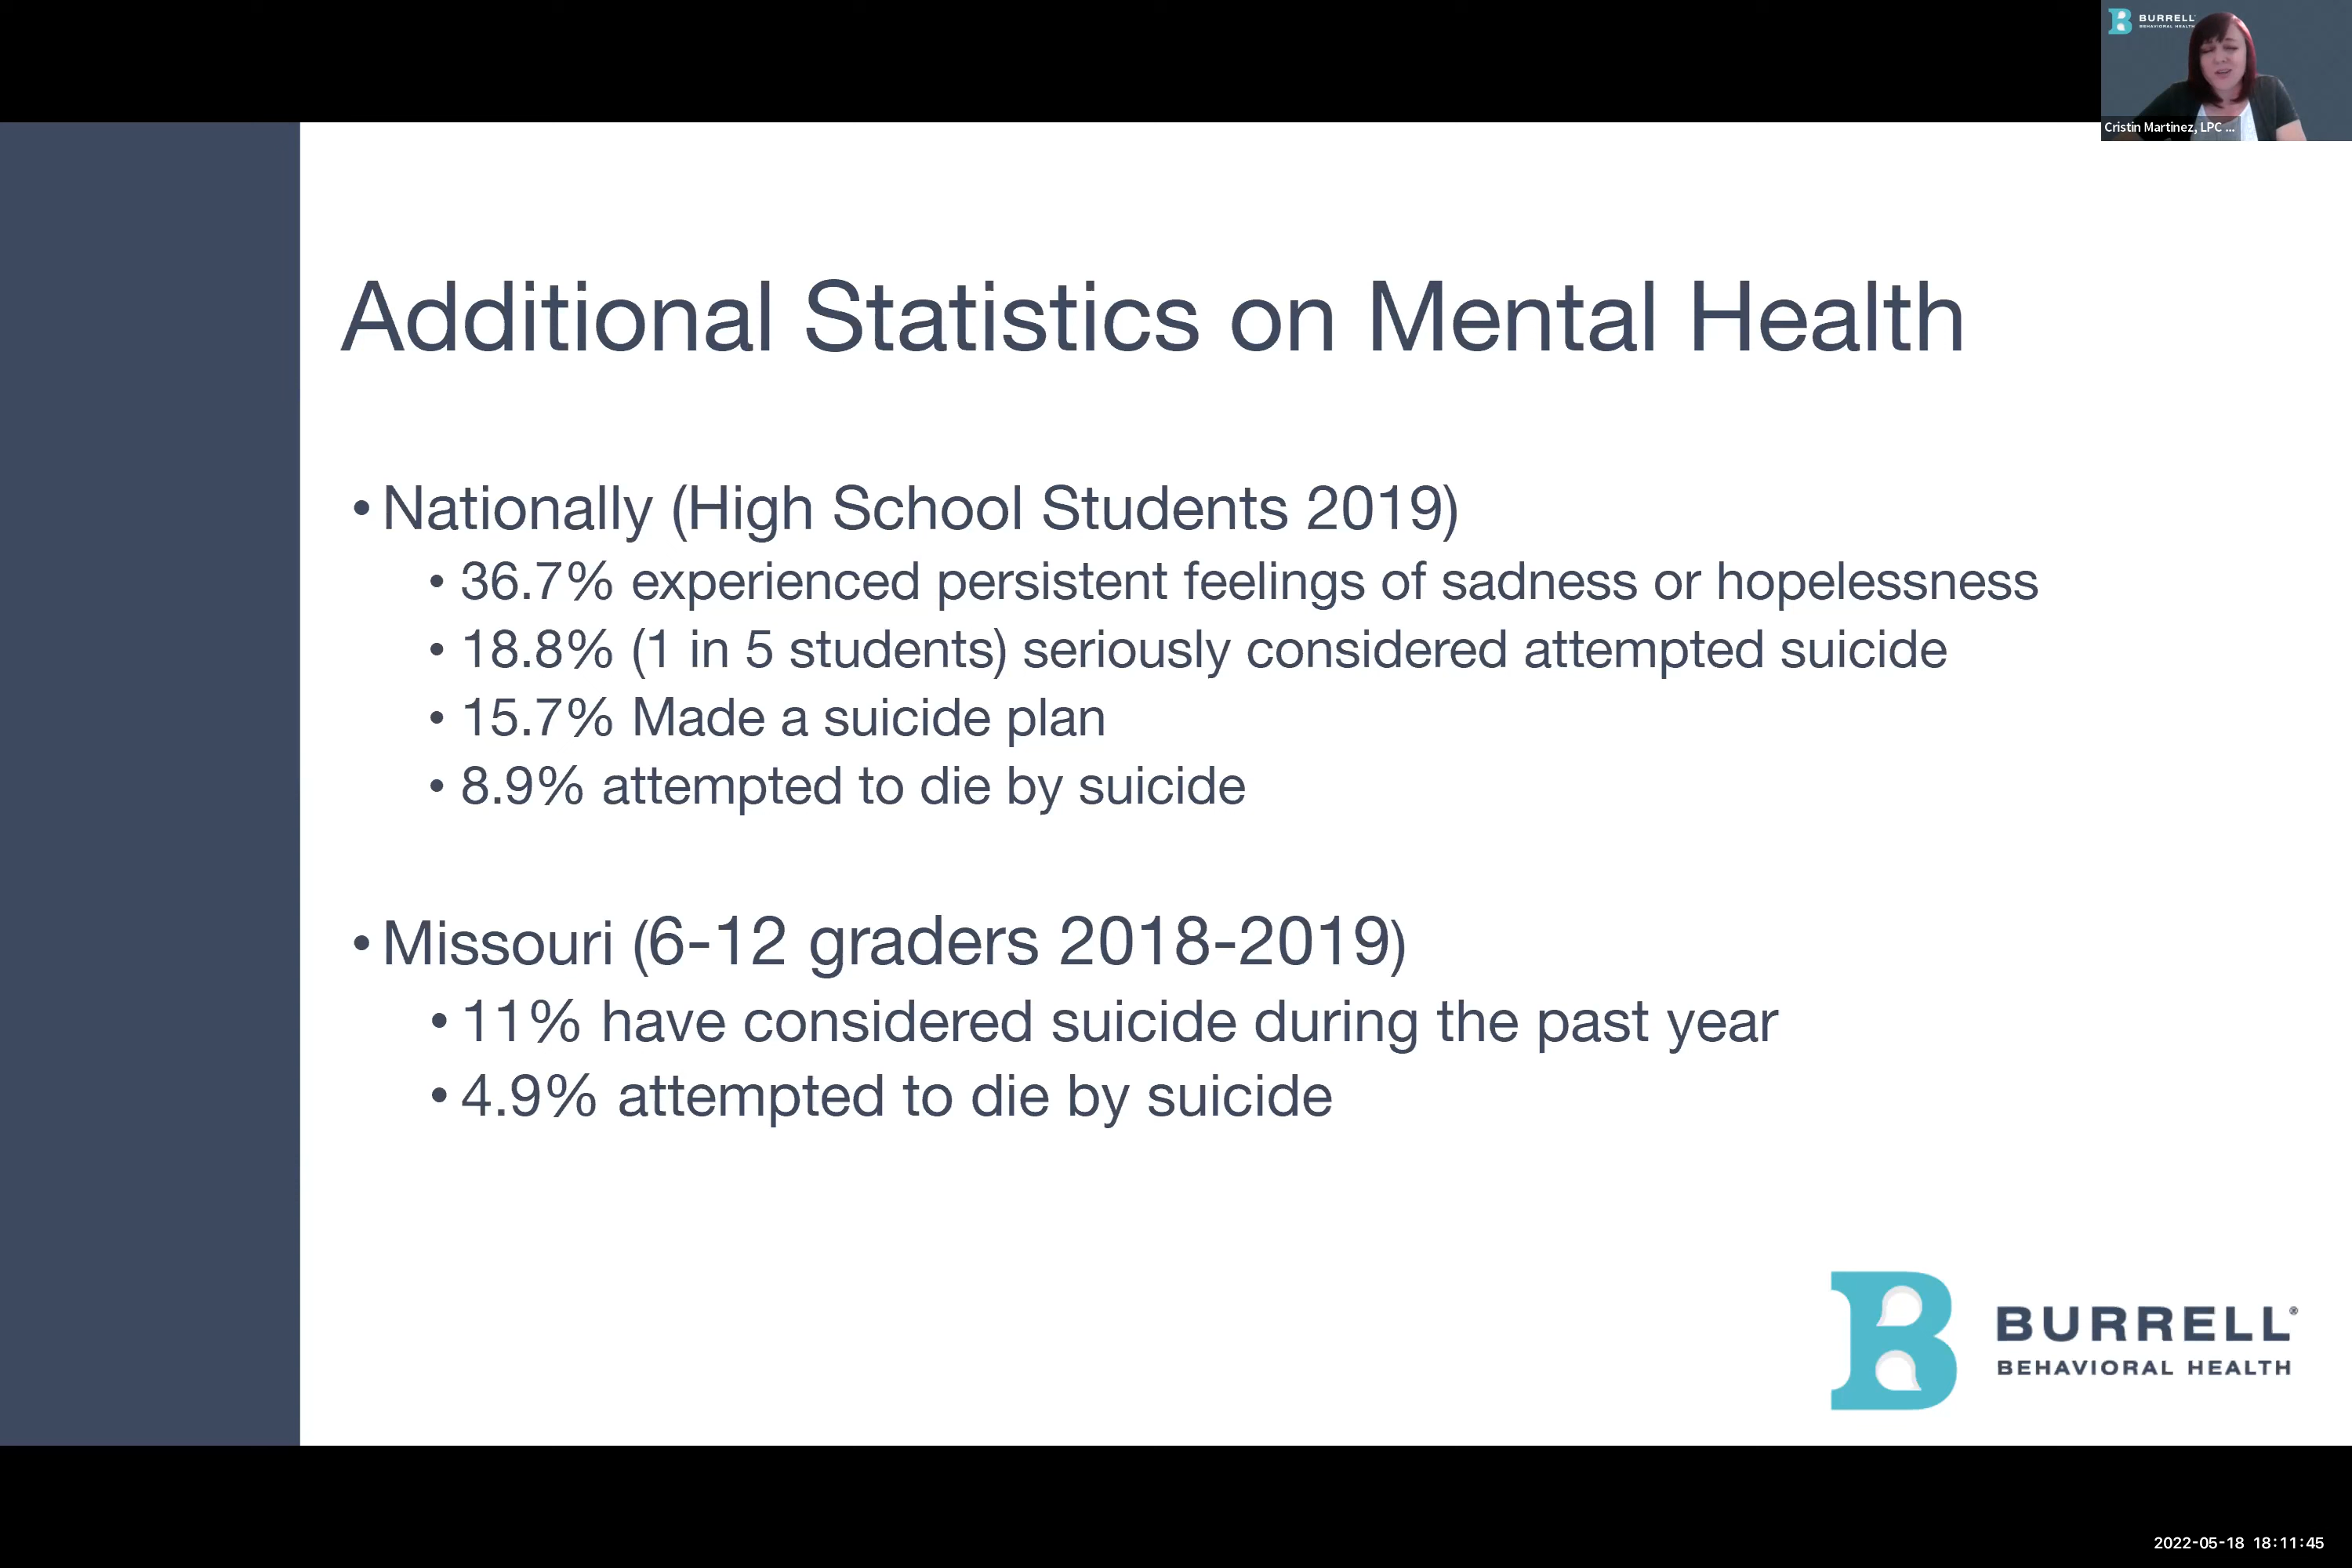 BURRELL
BEHAVIORAL HEALTH
Cristin Martinez, LPC ...
Additional Statistics on Mental Health
• Nationally (High School Students 2019)
• 36.7% experienced persistent feelings of sadness or hopelessness
• 18.8% (1 in 5 students) seriously considered attempted suicide
• 15.7% Made a suicide plan
• 8.9% attempted to die by suicide
• Missouri (6-12 graders 2018-2019)
• 11% have considered suicide during the past year
• 4.9% attempted to die by suicide
BURRELL®
BEHAVIORAL HEALTH
2022-05-18 18:11:45